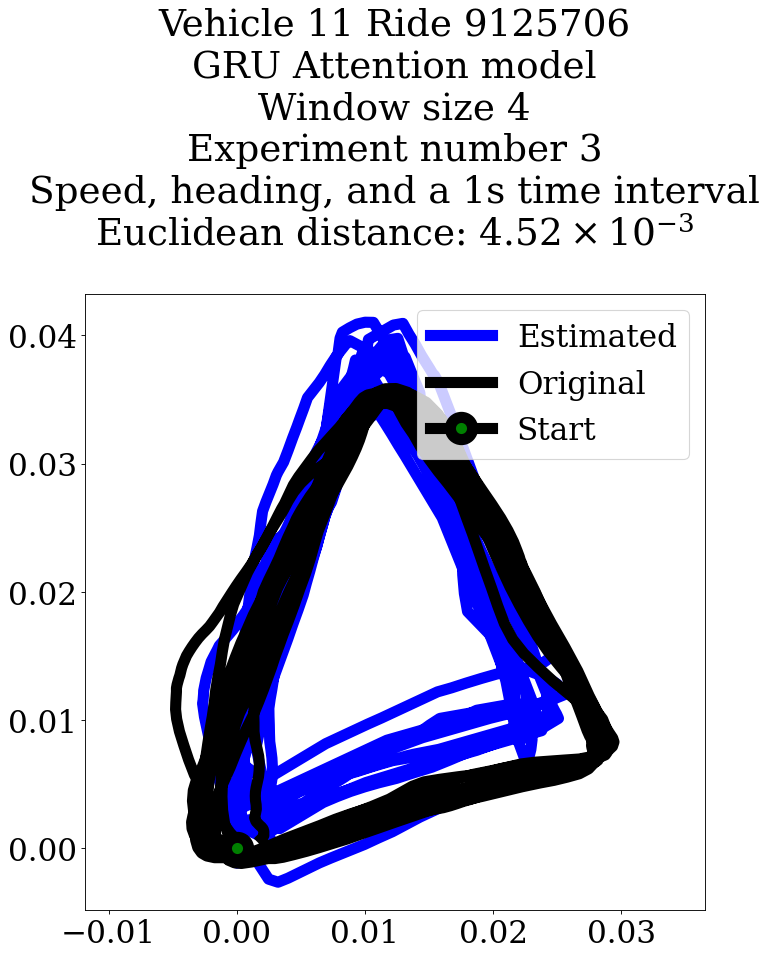 Vehicle 11 Ride 9125706
GRU Attention model
Window size 4
Experiment number 3
Speed, heading, and a 1s time interval
Euclidean distance: 4.52 × 10⁻³
Estimated
Original
Start
0.04
0.03
0.02
0.01
0.00
−0.01 0.00 0.01 0.02 0.03